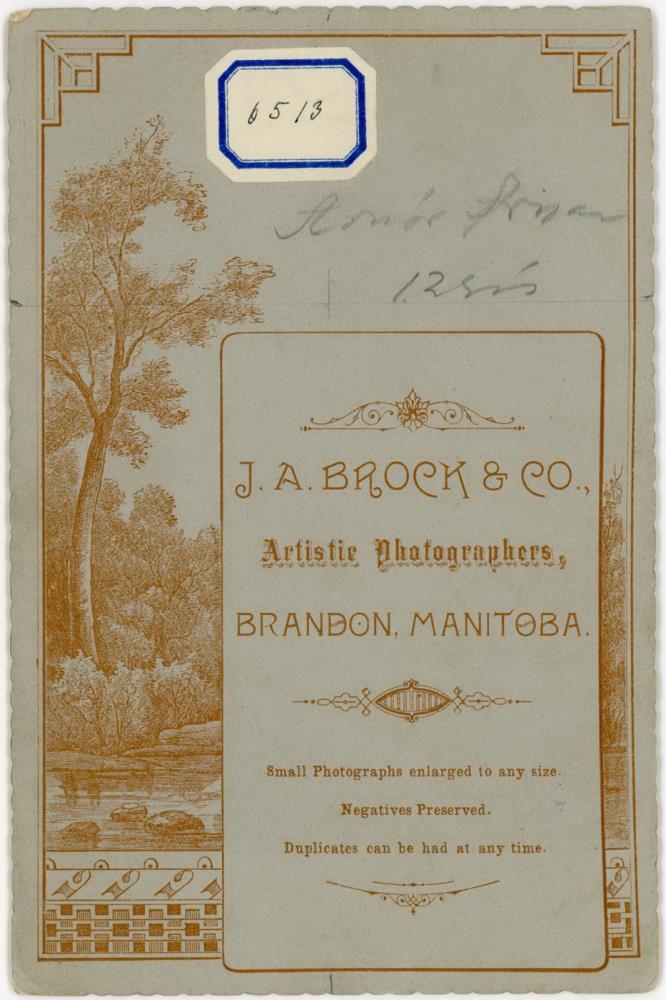 6513
J. A. BROCK & CO.,
Artistic Photographers,
BRANDON, MANITOBA.
Small Photographs enlarged to any size.
Negatives Preserved.
Duplicates can be had at any time.